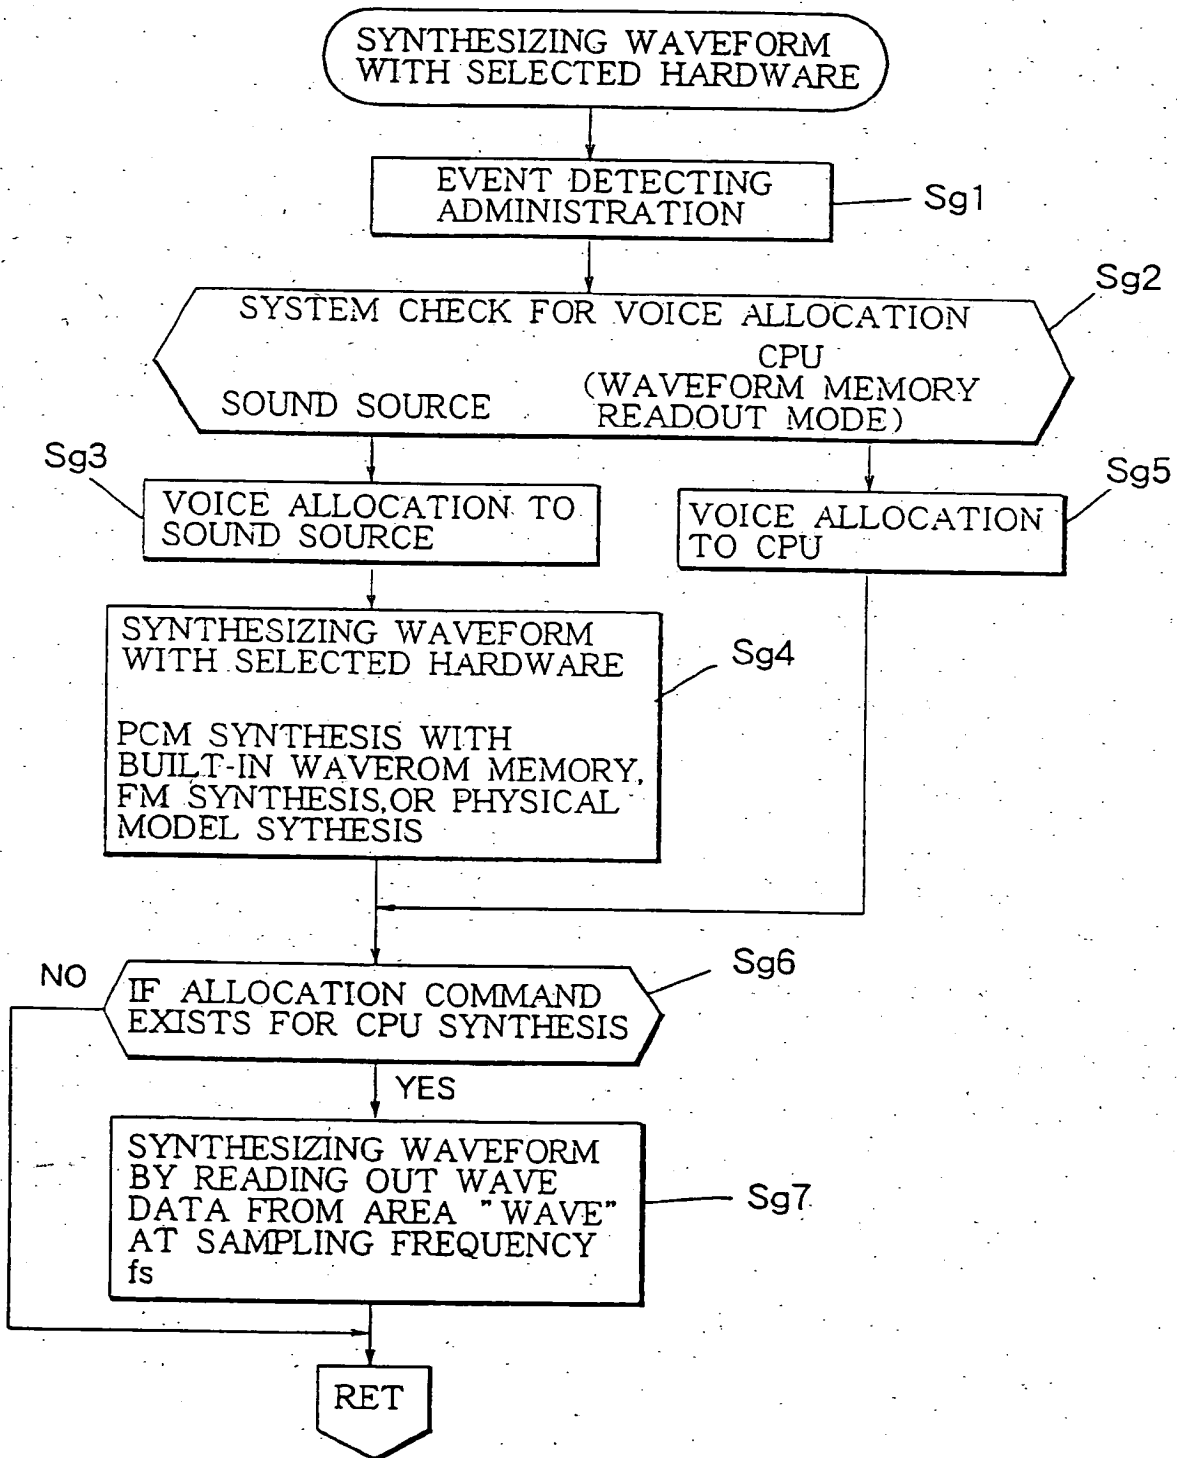 SYNTHESIZING WAVEFORM
WITH SELECTED HARDWARE
EVENT DETECTING
ADMINISTRATION
Sg1
Sg2
SYSTEM CHECK FOR VOICE ALLOCATION
CPU
(WAVEFORM MEMORY
READOUT MODE)
SOUND SOURCE
Sg3
VOICE ALLOCATION TO
SOUND SOURCE
Sg5
VOICE ALLOCATION
TO CPU
SYNTHESIZING WAVEFORM
WITH SELECTED HARDWARE
Sg4
PCM SYNTHESIS WITH
BUILT-IN WAVEROM MEMORY,
FM SYNTHESIS,OR PHYSICAL
MODEL SYTHESIS
NO
Sg6
IF ALLOCATION COMMAND
EXISTS FOR CPU SYNTHESIS
YES
SYNTHESIZING WAVEFORM
BY READING OUT WAVE
DATA FROM AREA "WAVE"
AT SAMPLING FREQUENCY
fs
Sg7
RET